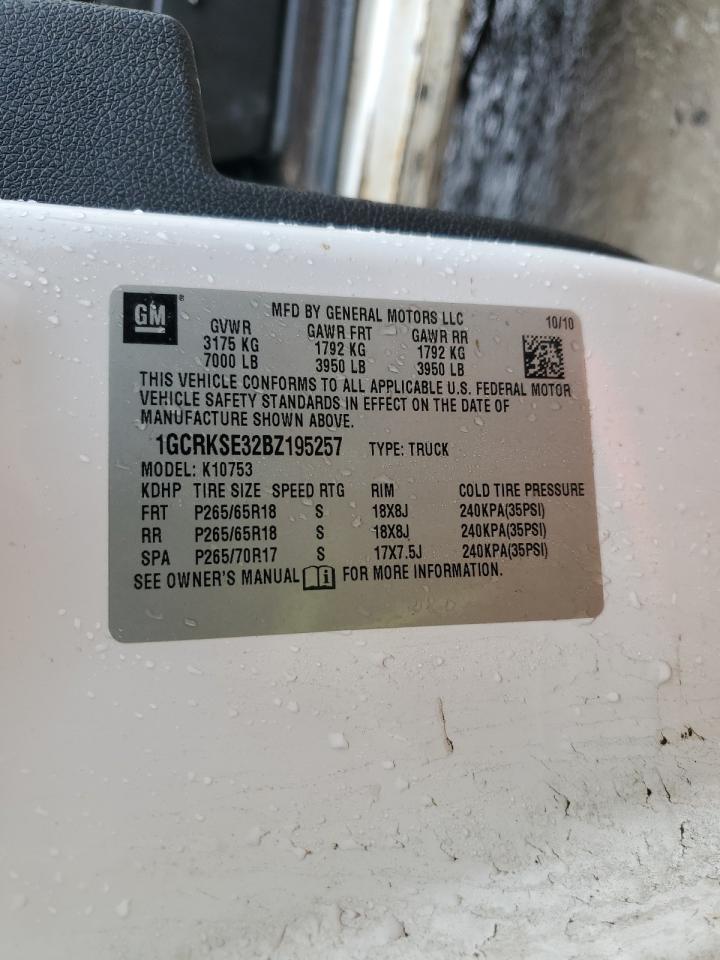 GM ®
MFD BY GENERAL MOTORS LLC 10/10
GVWR GAWR FRT GAWR RR
3175 KG 1792 KG 1792 KG
7000 LB 3950 LB 3950 LB
THIS VEHICLE CONFORMS TO ALL APPLICABLE U.S. FEDERAL MOTOR
VEHICLE SAFETY STANDARDS IN EFFECT ON THE DATE OF
MANUFACTURE SHOWN ABOVE.
1GCRKSE32BZ195257 TYPE: TRUCK
MODEL: K10753
KDHP TIRE SIZE SPEED RTG RIM COLD TIRE PRESSURE
FRT P265/65R18 S 18X8J 240KPA(35PSI)
RR P265/65R18 S 18X8J 240KPA(35PSI)
SPA P265/70R17 S 17X7.5J 240KPA(35PSI)
SEE OWNER'S MANUAL FOR MORE INFORMATION.